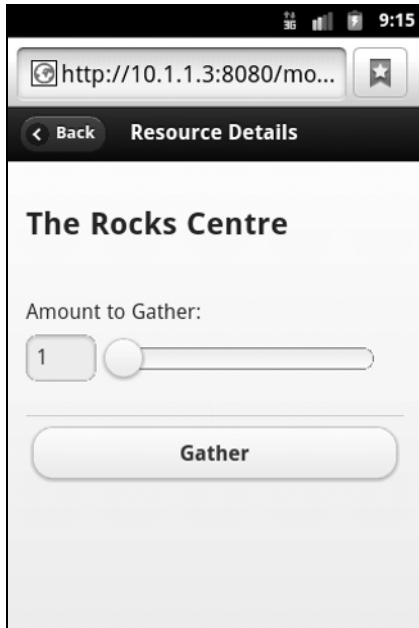 3G 9:15
http://10.1.1.3:8080/mo...
Back Resource Details
The Rocks Centre
Amount to Gather:
1
Gather